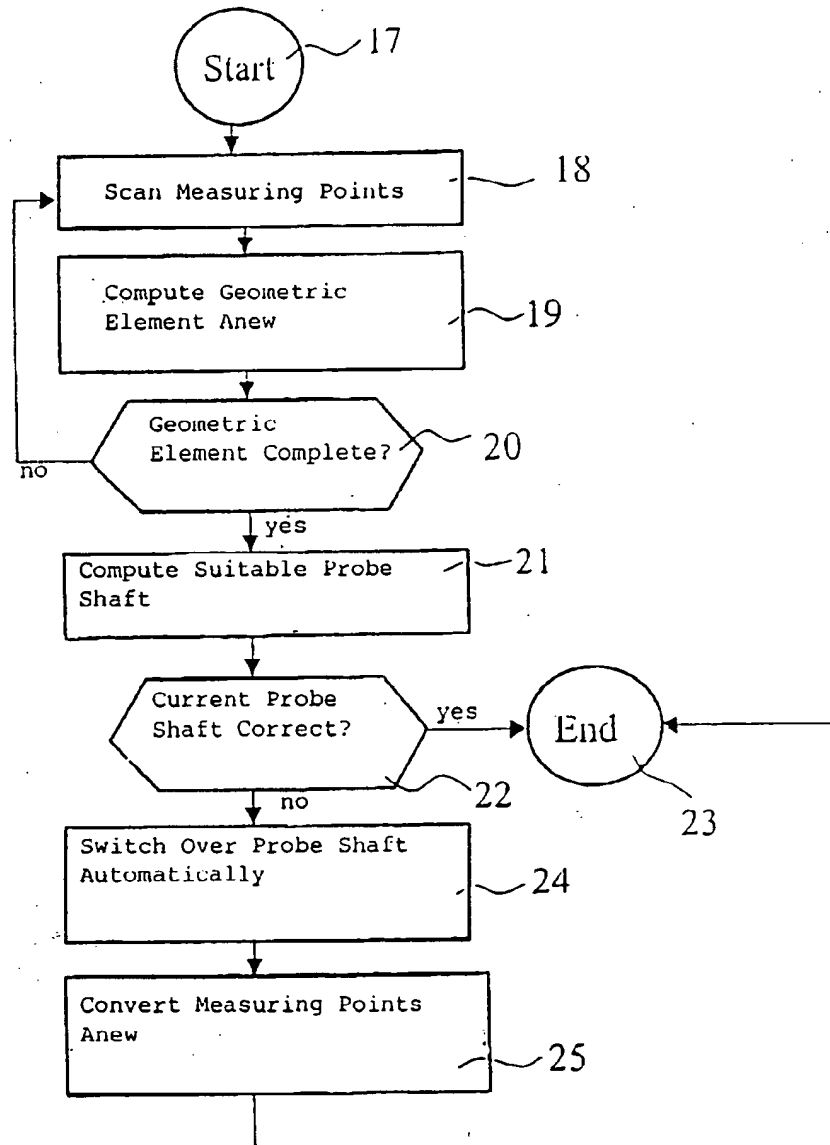 Start
17
Scan Measuring Points
18
Compute Geometric
Element Anew
19
Geometric
Element Complete?
20
no
yes
Compute Suitable Probe
Shaft
21
Current Probe
Shaft Correct?
yes
End
22
no
23
Switch Over Probe Shaft
Automatically
24
Convert Measuring Points
Anew
25